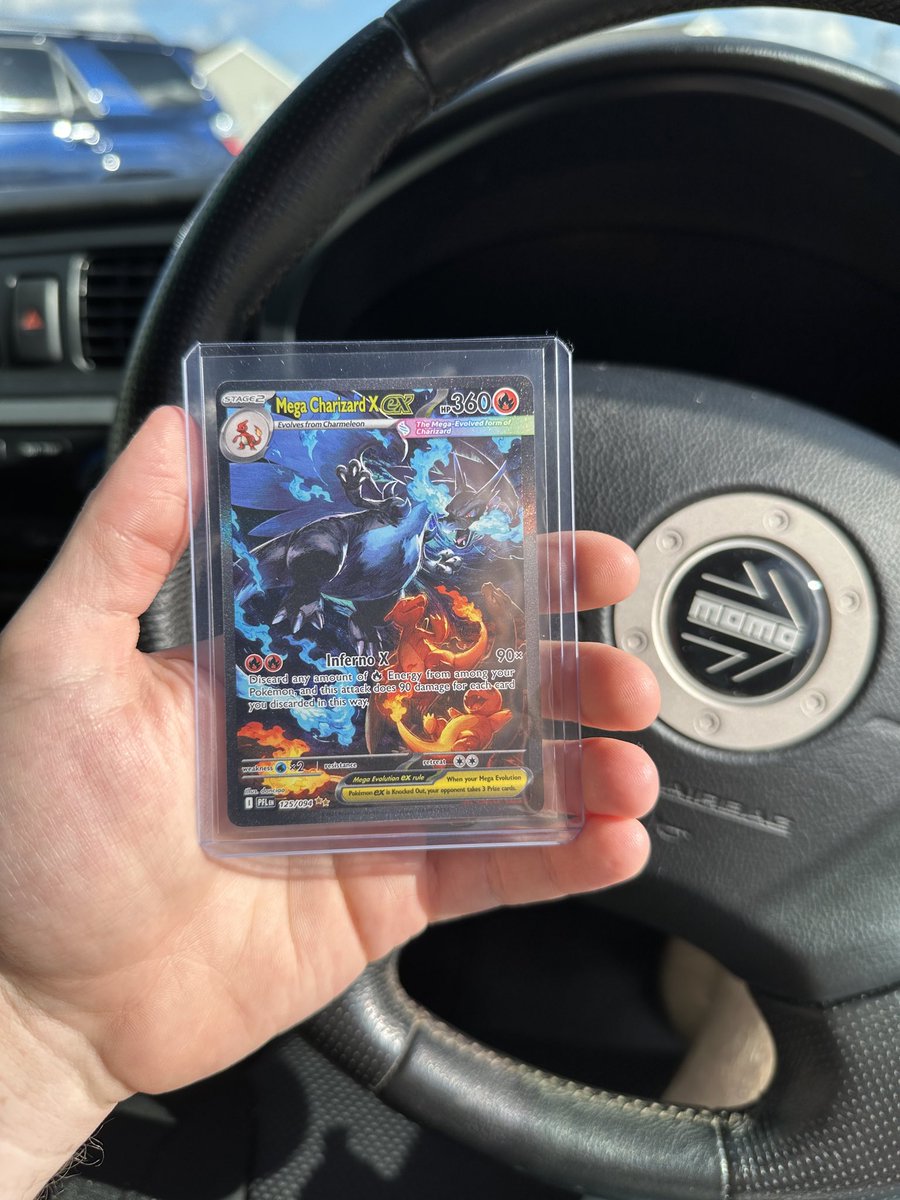 STAGE2 Mega Charizard X ex HP 360
Evolves from Charmeleon
The Mega-Evolved form of
Charizard
Inferno X 90×
Discard any amount of Energy from among your
Pokémon, and this attack does 90 damage for each card
you discarded in this way.
weakness ×2 resistance retreat
Mega Evolution ex rule When your Mega Evolution
Pokémon ex is Knocked Out, your opponent takes 3 Prize cards.
Illus.
I PFL EN 125/094
MOMO
AIRBAG